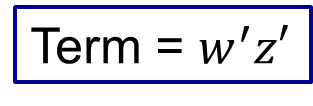 Term = w′z′